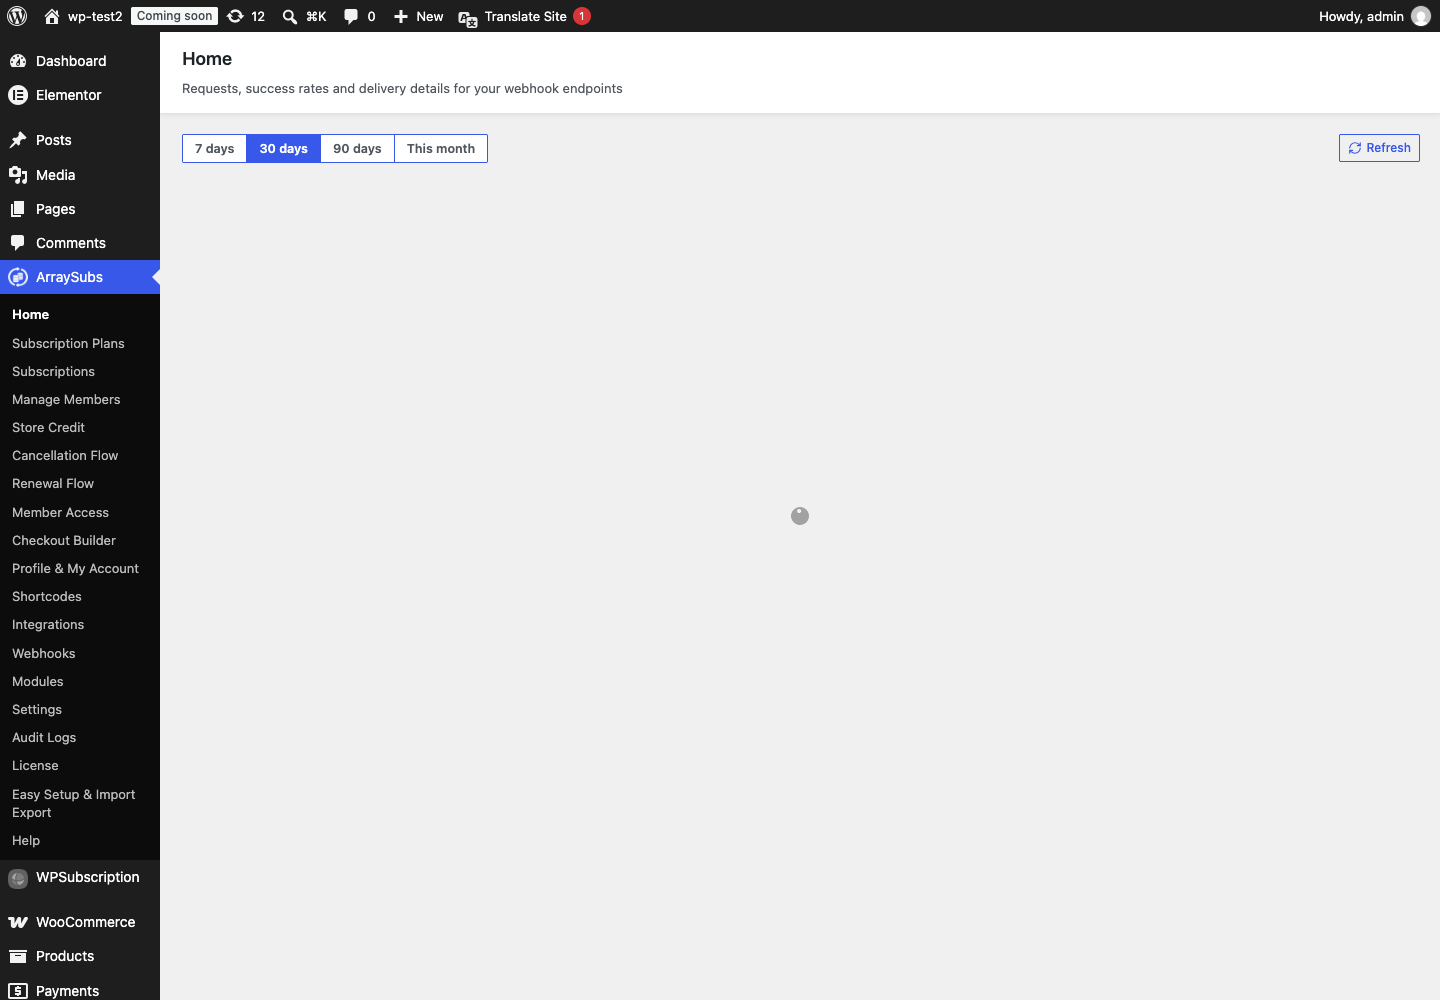 wp-test2
Coming soon
12
⌘K
0
New
Translate Site
1
Howdy, admin
Dashboard
Elementor
Posts
Media
Pages
Comments
ArraySubs
Home
Subscription Plans
Subscriptions
Manage Members
Store Credit
Cancellation Flow
Renewal Flow
Member Access
Checkout Builder
Profile & My Account
Shortcodes
Integrations
Webhooks
Modules
Settings
Audit Logs
License
Easy Setup & Import
Export
Help
WPSubscription
WooCommerce
Products
Payments
Home
Requests, success rates and delivery details for your webhook endpoints
7 days
30 days
90 days
This month
Refresh